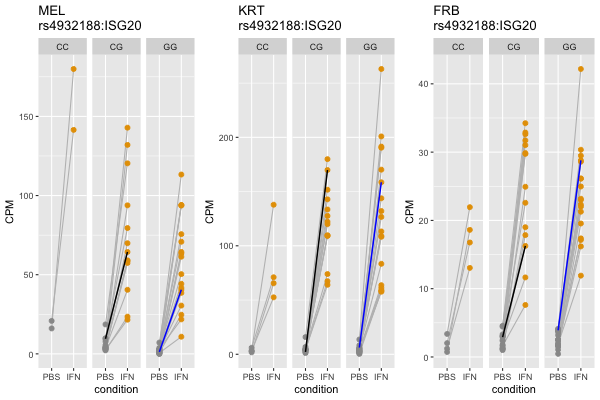 MEL
rs4932188:ISG20
CC CG GG
CPM
150
100
50
0
PBS IFN PBS IFN PBS IFN
condition
KRT
rs4932188:ISG20
CC CG GG
CPM
200
100
0
PBS IFN PBS IFN PBS IFN
condition
FRB
rs4932188:ISG20
CC CG GG
CPM
40
30
20
10
0
PBS IFN PBS IFN PBS IFN
condition